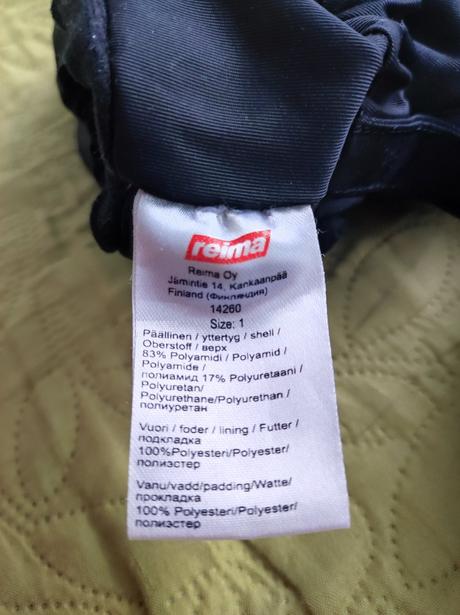 reima
Reima Oy
Jämintie 14, Kankaanpää
Finland (Финляндия)
14260
Size: 1
Päällinen / yttertyg / shell /
Oberstoff / верх
83% Polyamidi / Polyamid /
Polyamide /
полиамид 17% Polyuretaani /
Polyuretan/
Polyurethane/Polyurethan /
полиуретан
Vuori / foder / lining / Futter /
подкладка
100%Polyesteri/Polyester/
полиэстер
Vanu/vadd/padding/Watte/
прокладка
100% Polyesteri/Polyester/
полиэстер